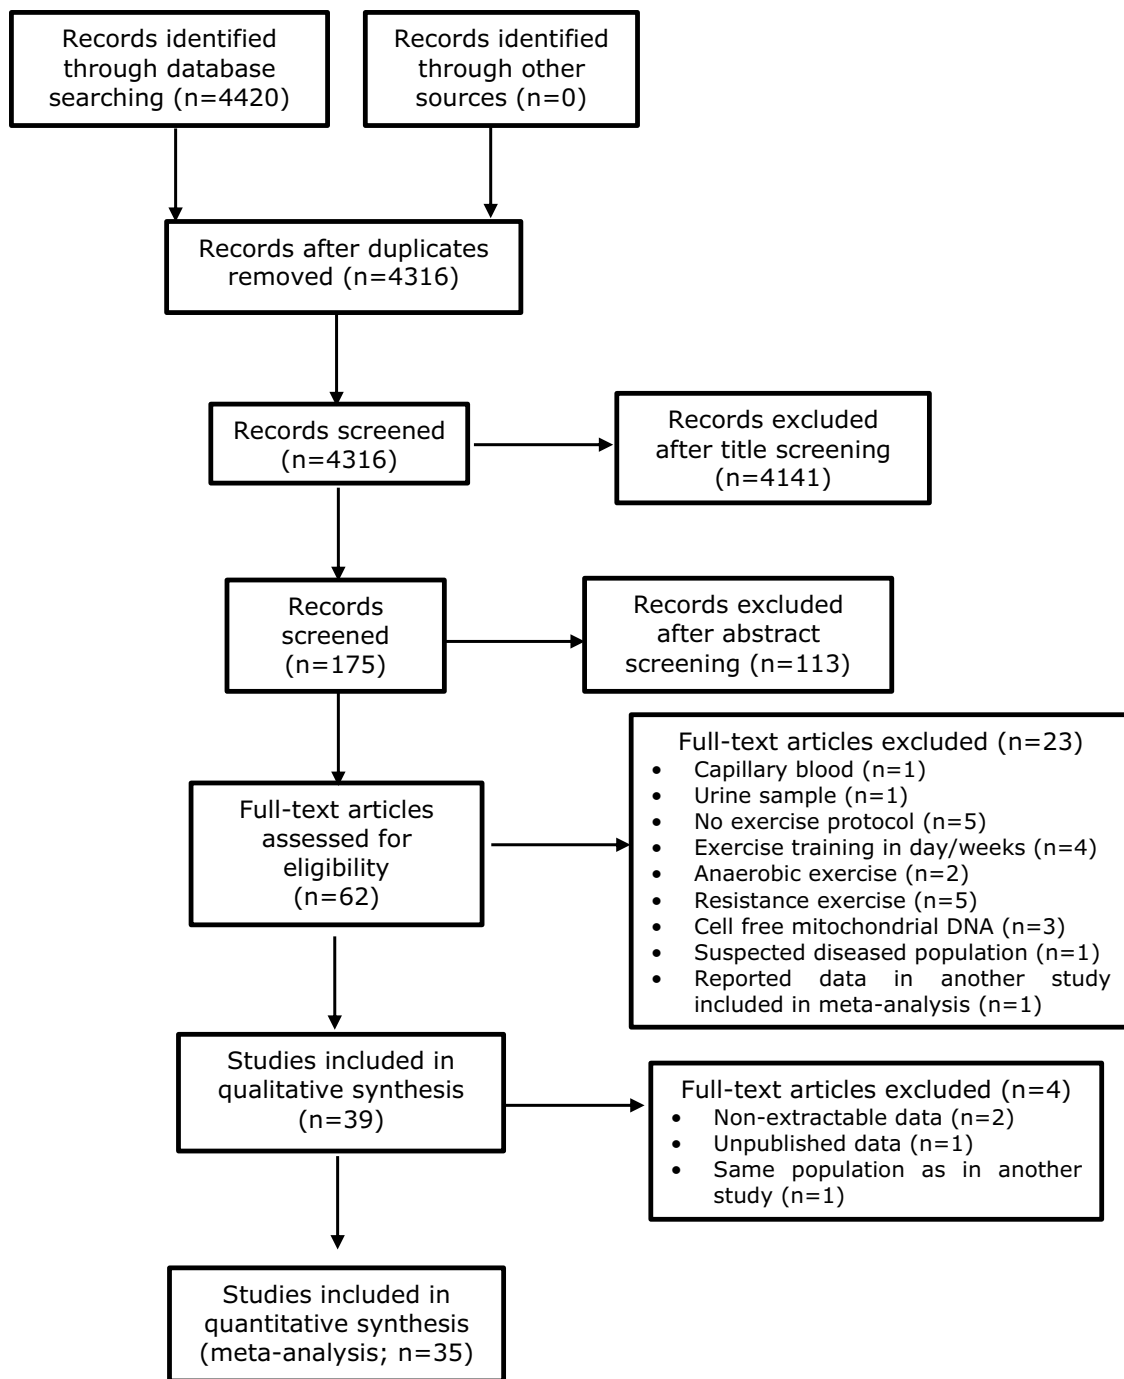 Records identified
through database
searching (n=4420)
Records identified
through other
sources (n=0)
Records after duplicates
removed (n=4316)
Records screened
(n=4316)
Records excluded
after title screening
(n=4141)
Records
screened
(n=175)
Records excluded
after abstract
screening (n=113)
Full-text articles
assessed for
eligibility
(n=62)
Full-text articles excluded (n=23)
• Capillary blood (n=1)
• Urine sample (n=1)
• No exercise protocol (n=5)
• Exercise training in day/weeks (n=4)
• Anaerobic exercise (n=2)
• Resistance exercise (n=5)
• Cell free mitochondrial DNA (n=3)
• Suspected diseased population (n=1)
• Reported data in another study
included in meta-analysis (n=1)
Studies included in
qualitative synthesis
(n=39)
Full-text articles excluded (n=4)
• Non-extractable data (n=2)
• Unpublished data (n=1)
• Same population as in another
study (n=1)
Studies included in
quantitative synthesis
(meta-analysis; n=35)